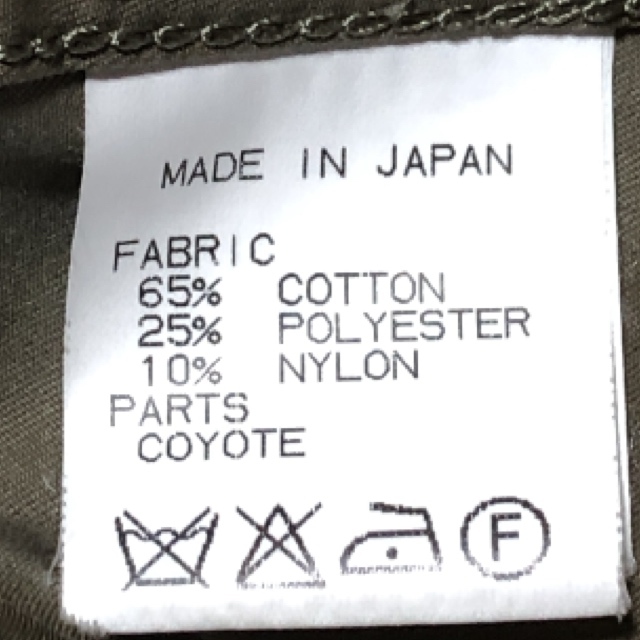 MADE IN JAPAN
FABRIC
65% COTTON
25% POLYESTER
10% NYLON
PARTS
COYOTE
F